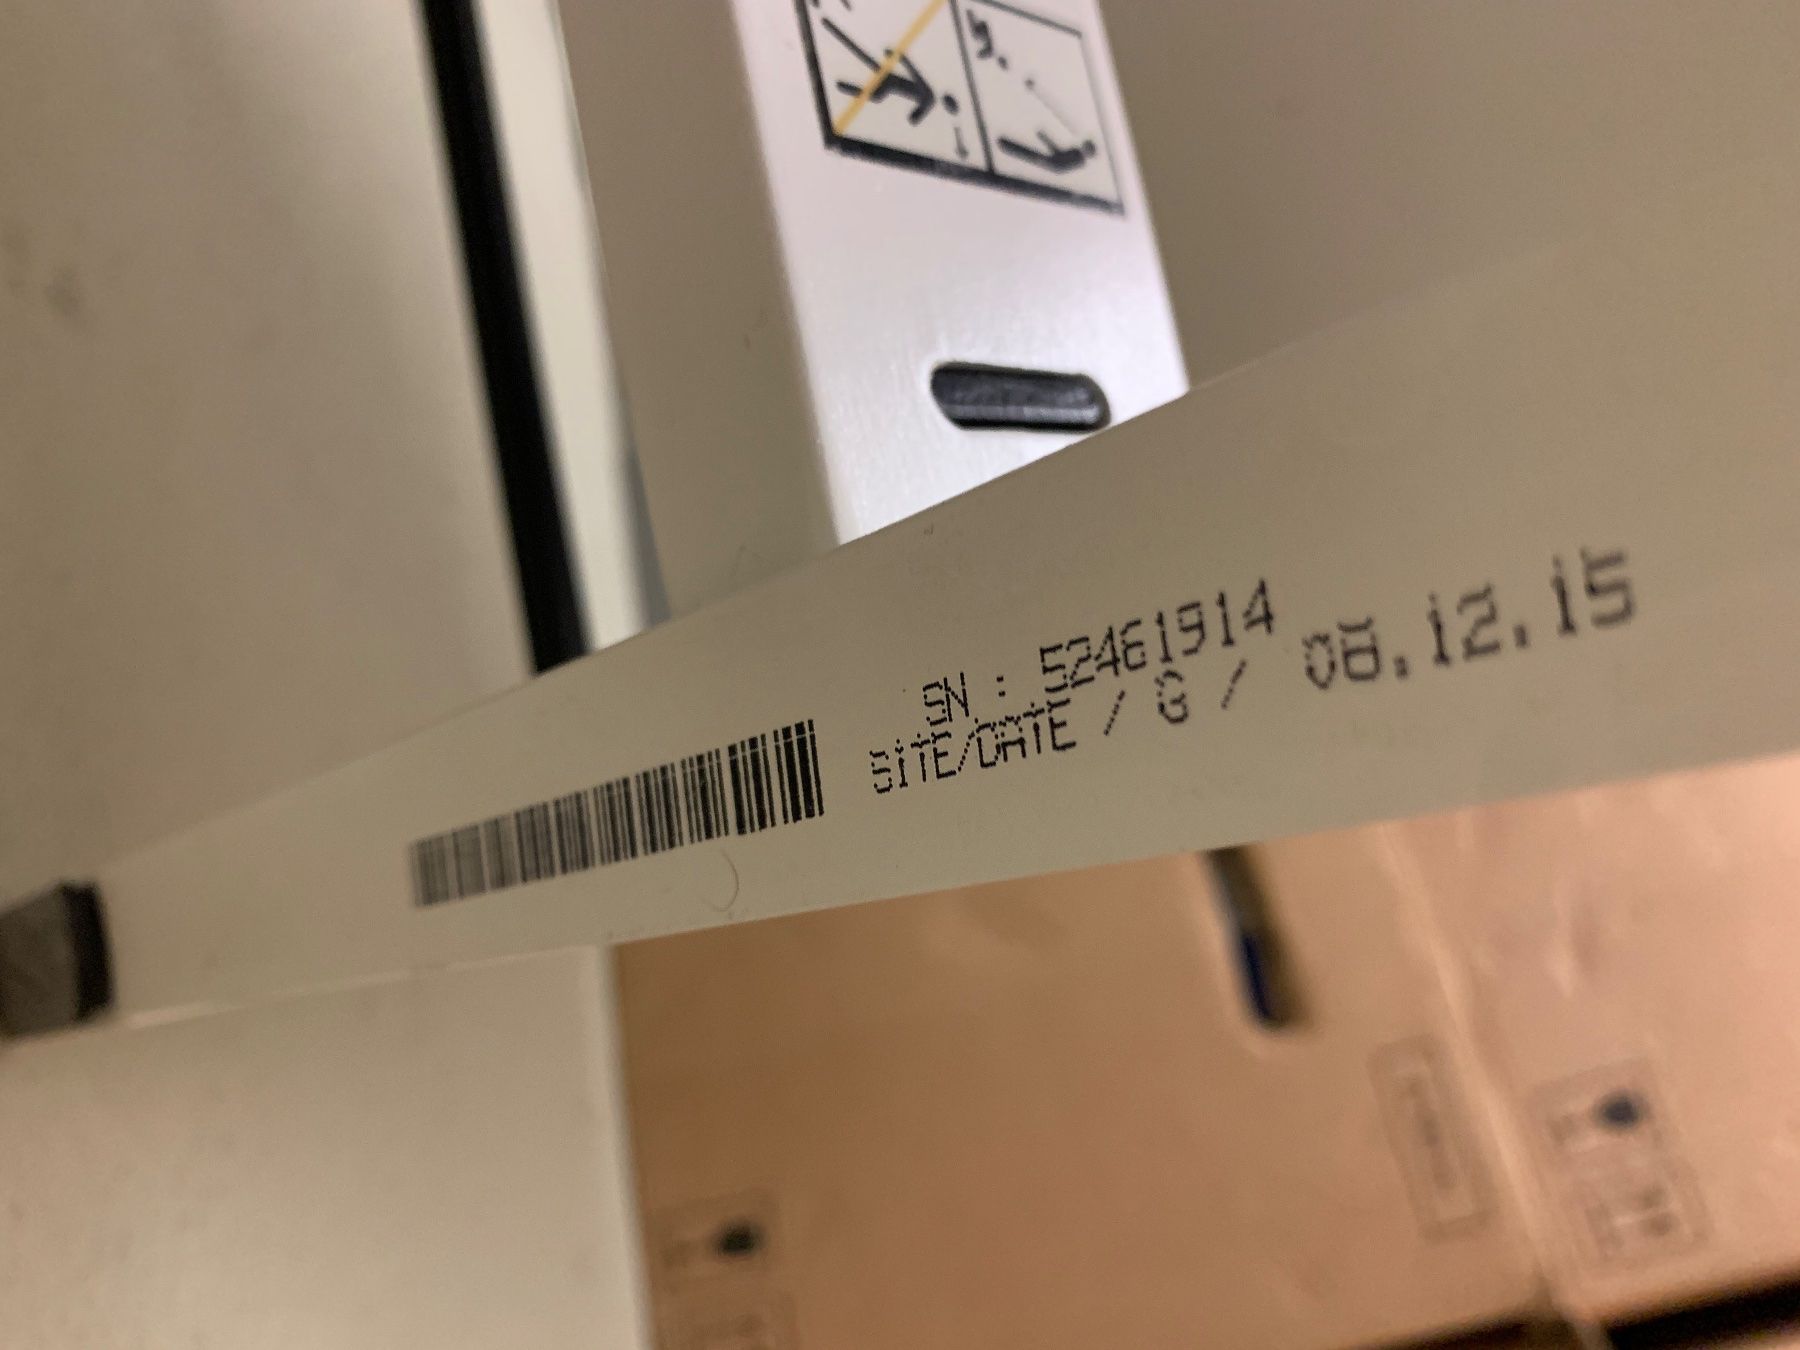 SN : 52461914
SITE/DATE / G / 08.12.15